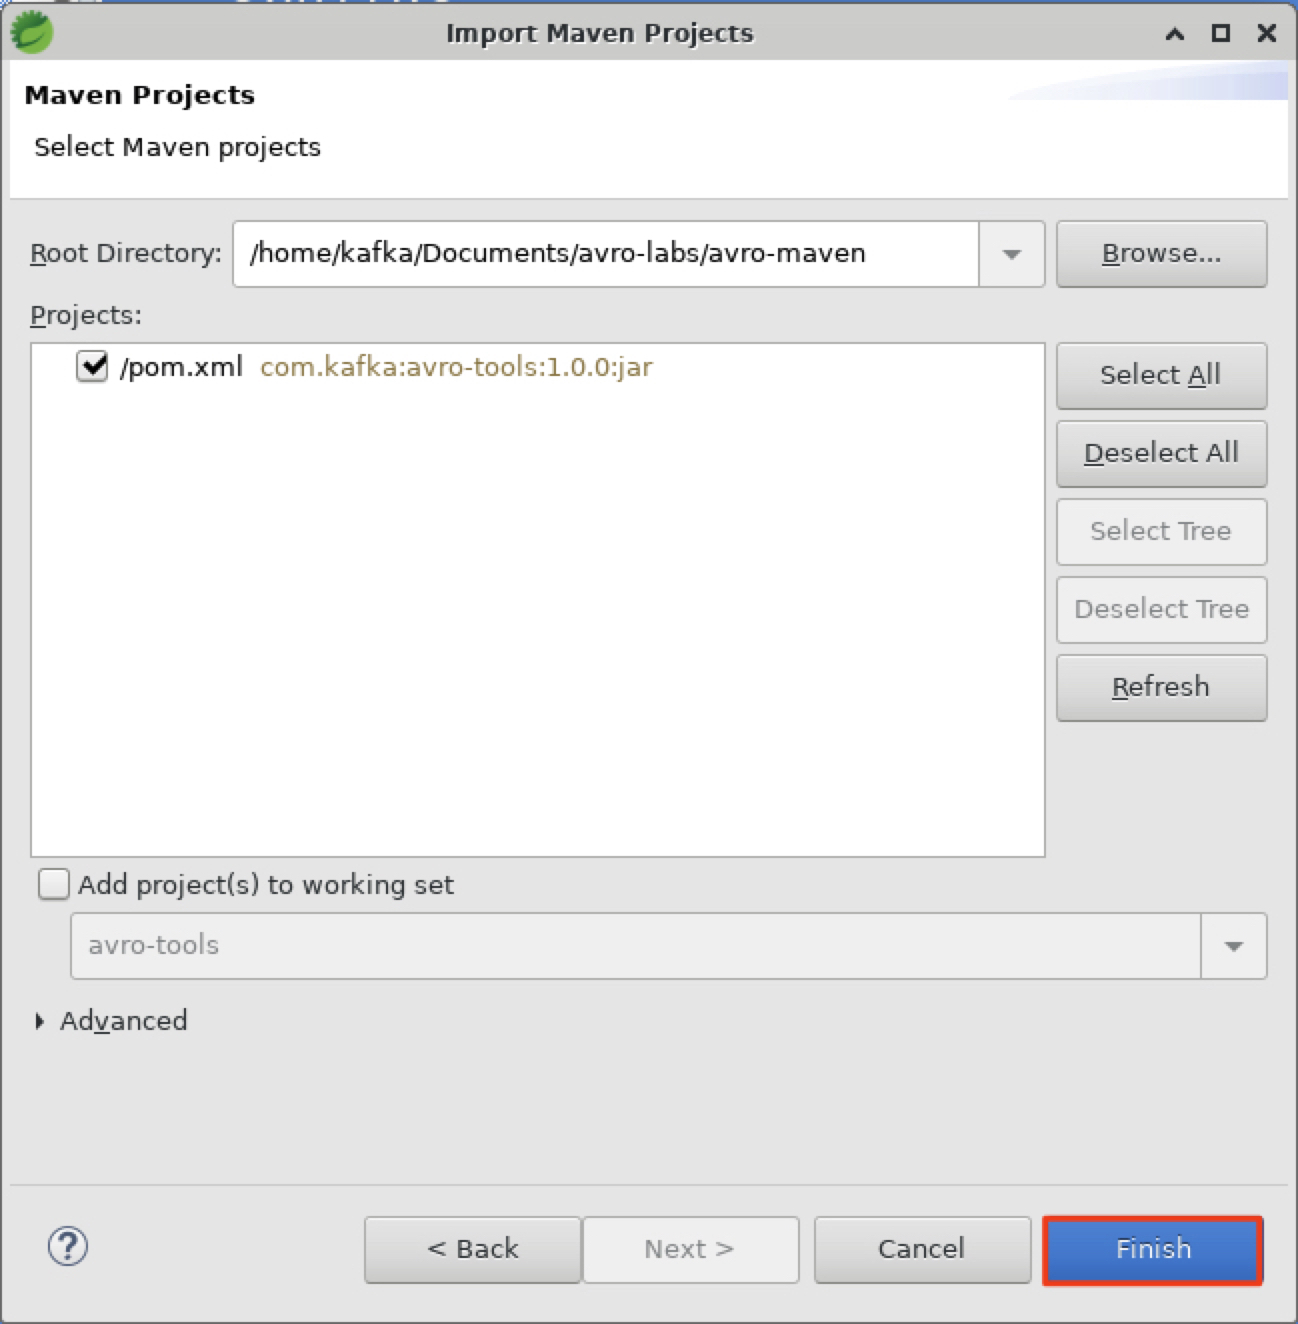 Import Maven Projects
Maven Projects
Select Maven projects
Root Directory: /home/kafka/Documents/avro-labs/avro-maven Browse...
Projects:
/pom.xml com.kafka:avro-tools:1.0.0:jar
Select All
Deselect All
Select Tree
Deselect Tree
Refresh
Add project(s) to working set
avro-tools
Advanced
? < Back Next > Cancel Finish